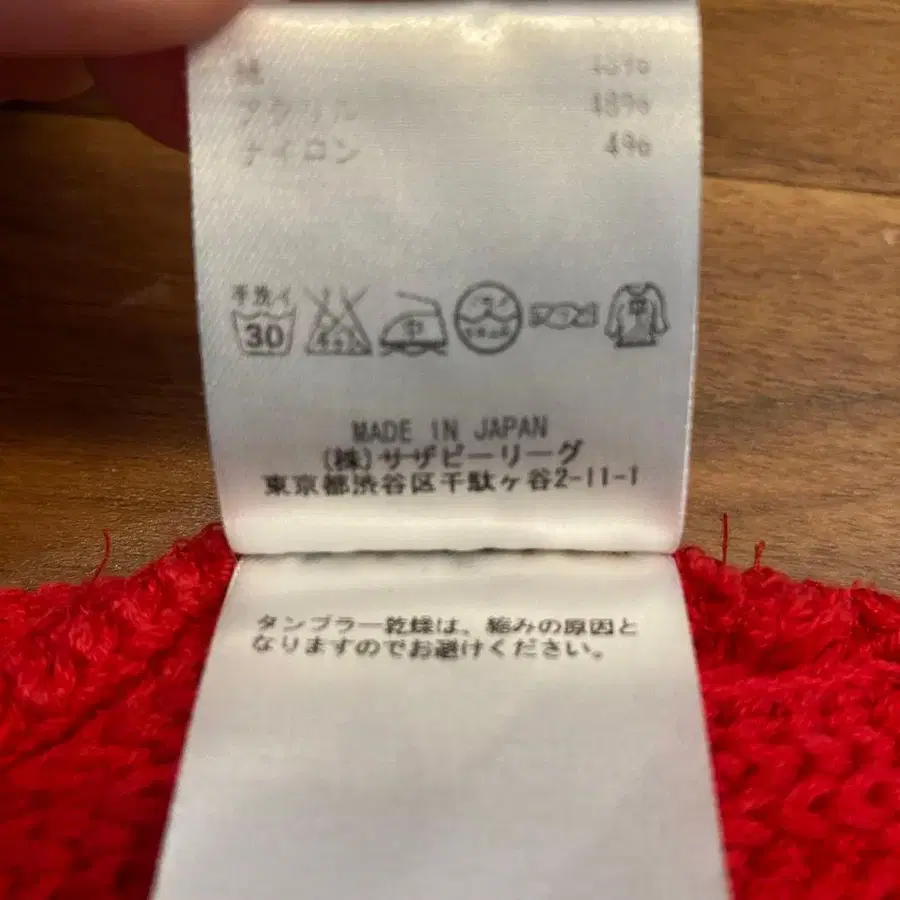 アクリル 48%
ナイロン 4%
手洗イ
30 中
MADE IN JAPAN
(株)サザビーリーグ
東京都渋谷区千駄ヶ谷2-11-1
タンブラー乾燥は、縮みの原因と
なりますのでお避けください。